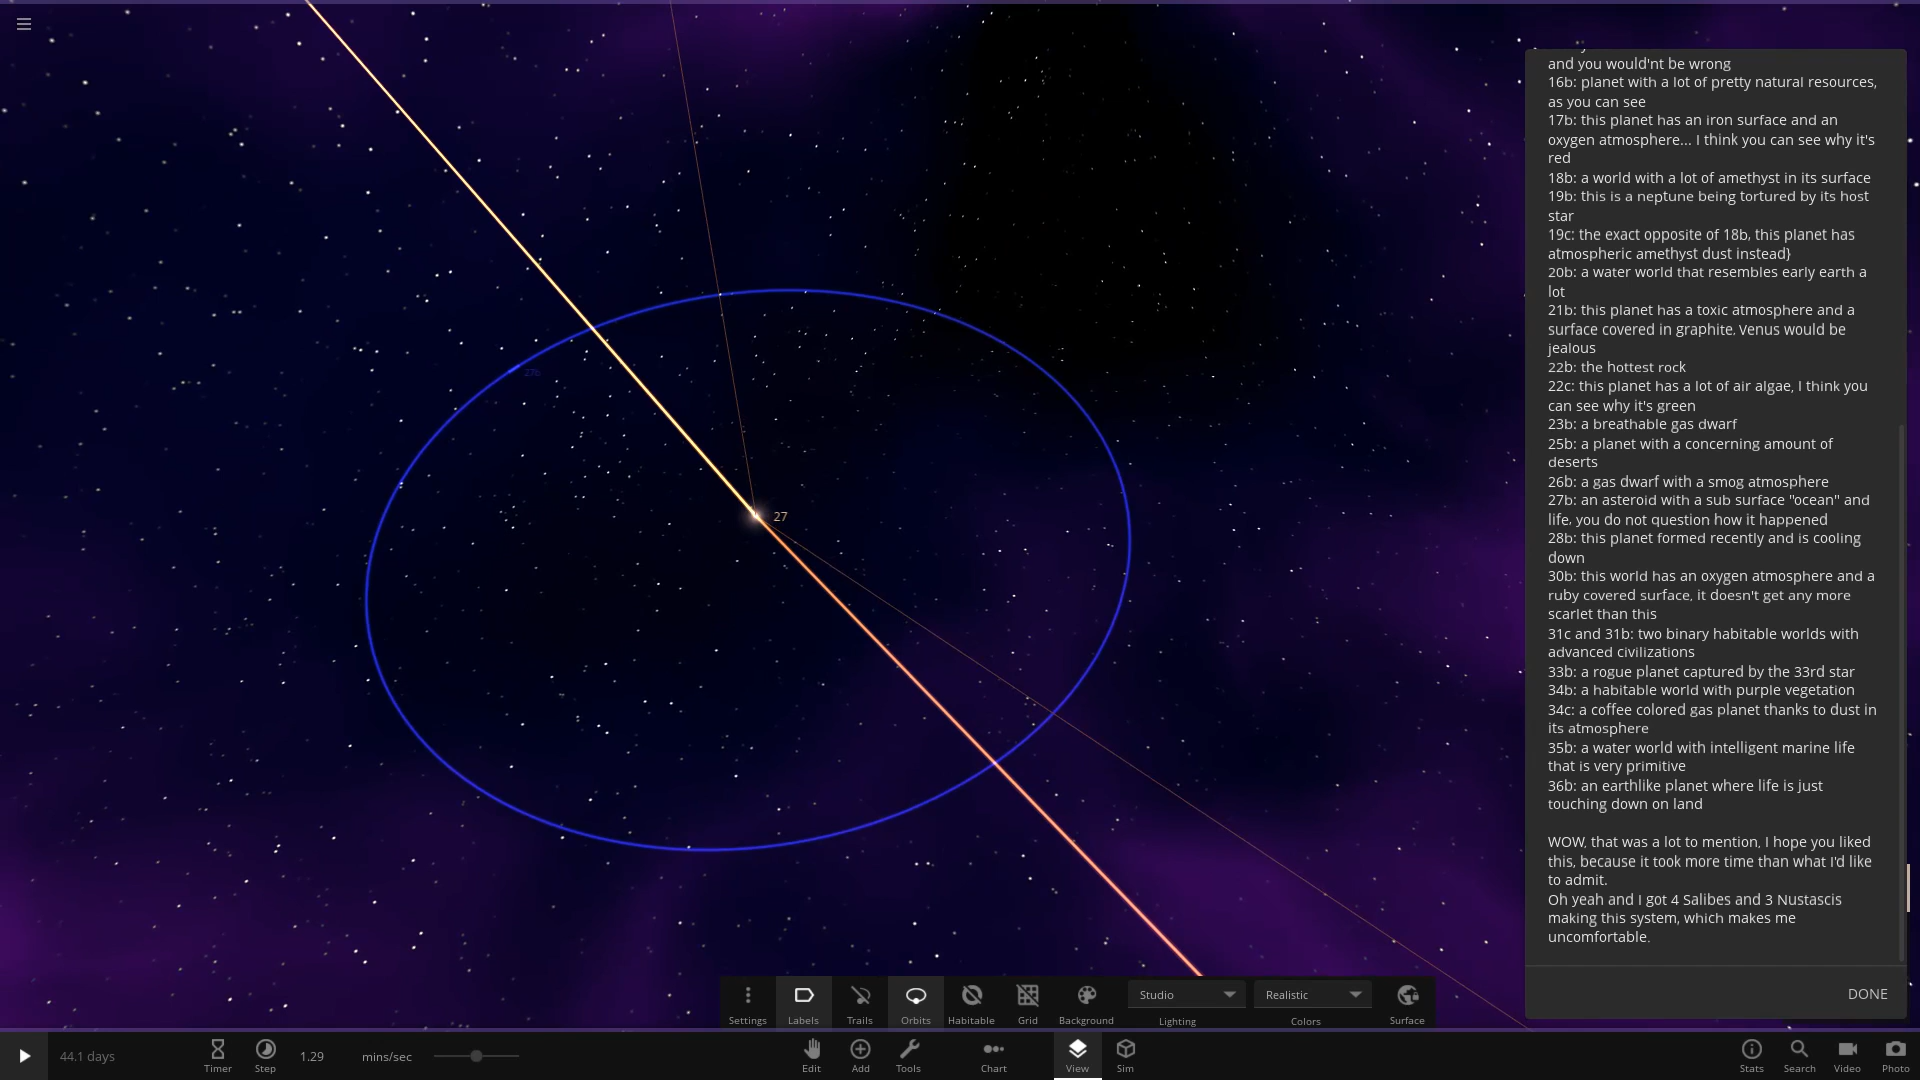 and you would'nt be wrong
16b: planet with a lot of pretty natural resources,
as you can see
17b: this planet has an iron surface and an
oxygen atmosphere... I think you can see why it's
red
18b: a world with a lot of amethyst in its surface
19b: this is a neptune being tortured by its host
star
19c: the exact opposite of 18b, this planet has
atmospheric amethyst dust instead}
20b: a water world that resembles early earth a
lot
21b: this planet has a toxic atmosphere and a
surface covered in graphite. Venus would be
jealous
22b: the hottest rock
22c: this planet has a lot of air algae, I think you
can see why it's green
23b: a breathable gas dwarf
25b: a planet with a concerning amount of
deserts
26b: a gas dwarf with a smog atmosphere
27b: an asteroid with a sub surface "ocean" and
life, you do not question how it happened
28b: this planet formed recently and is cooling
down
30b: this world has an oxygen atmosphere and a
ruby covered surface, it doesn't get any more
scarlet than this
31c and 31b: two binary habitable worlds with
advanced civilizations
33b: a rogue planet captured by the 33rd star
34b: a habitable world with purple vegetation
34c: a coffee colored gas planet thanks to dust in
its atmosphere
35b: a water world with intelligent marine life
that is very primitive
36b: an earthlike planet where life is just
touching down on land
WOW, that was a lot to mention, I hope you liked
this, because it took more time than what I'd like
to admit.
Oh yeah and I got 4 Salibes and 3 Nustascis
making this system, which makes me
uncomfortable.
DONE
27b
27
Studio
Realistic
Settings
Labels
Trails
Orbits
Habitable
Grid
Background
Lighting
Colors
Surface
44.1 days
Timer
Step
1.29
mins/sec
Edit
Add
Tools
Chart
View
Sim
Stats
Search
Video
Photo